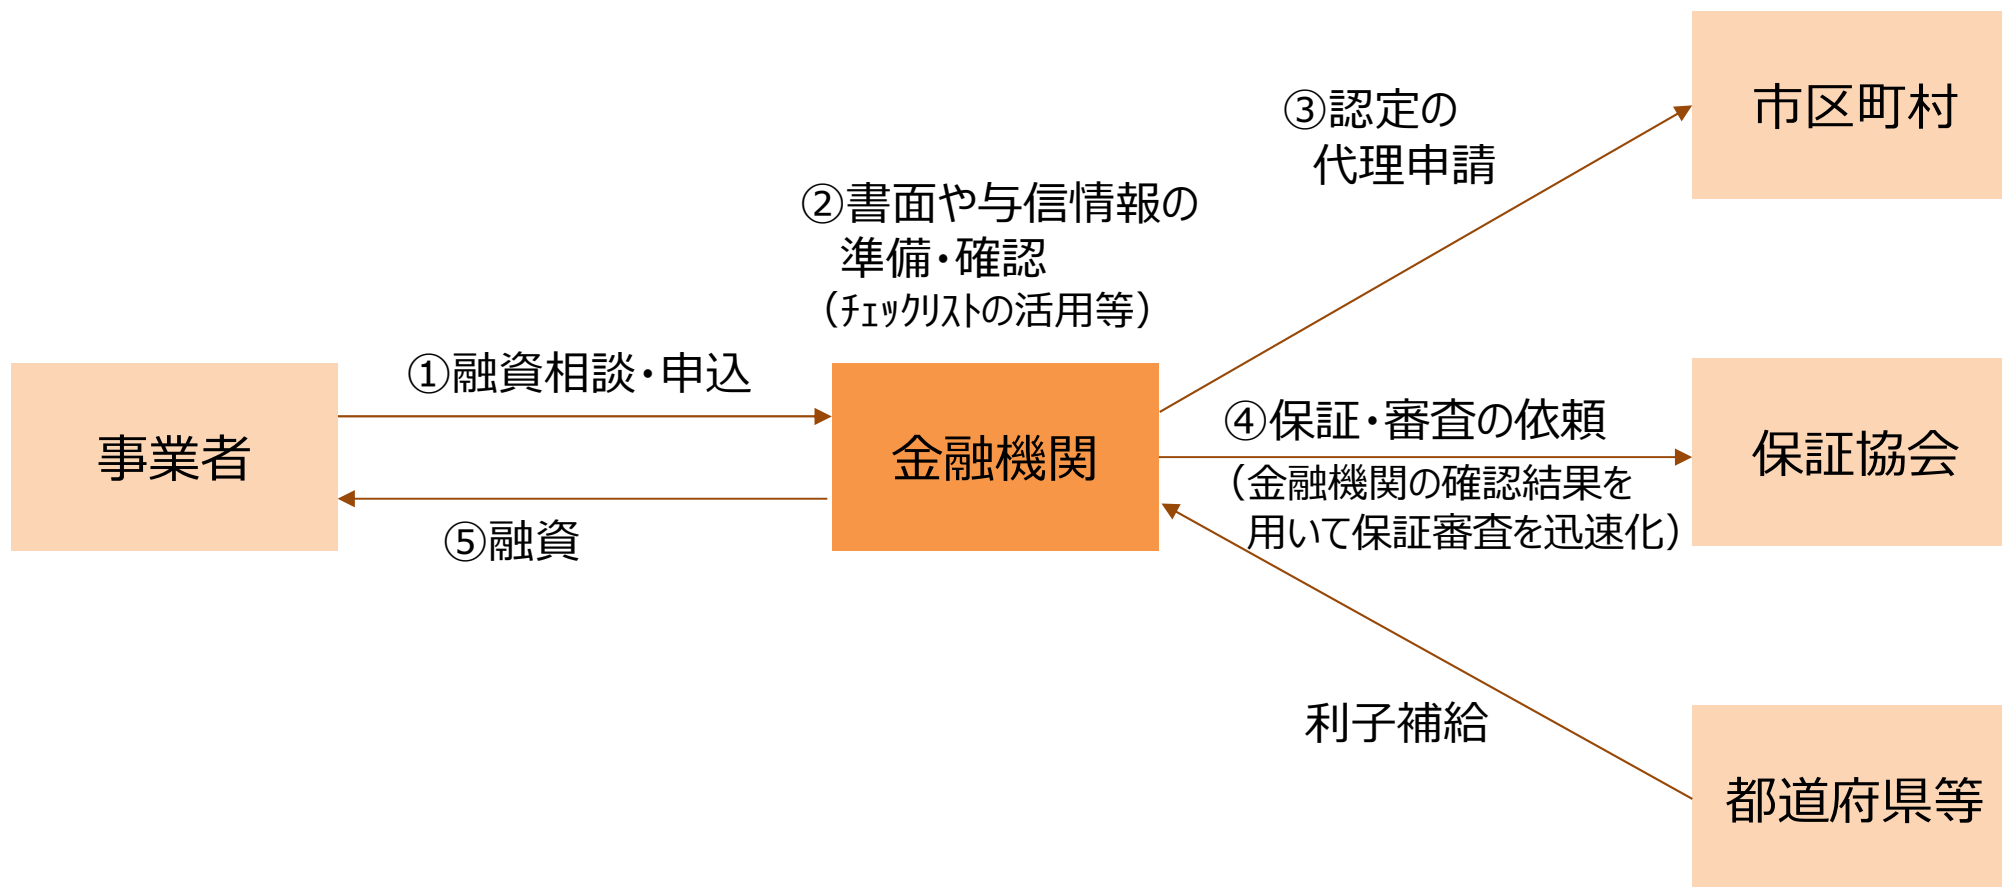 市区町村
③認定の
代理申請
②書面や与信情報の
準備・確認
（ﾁｪｯｸﾘｽﾄの活用等）
①融資相談・申込
事業者
金融機関
④保証・審査の依頼
保証協会
（金融機関の確認結果を
用いて保証審査を迅速化）
⑤融資
利子補給
都道府県等